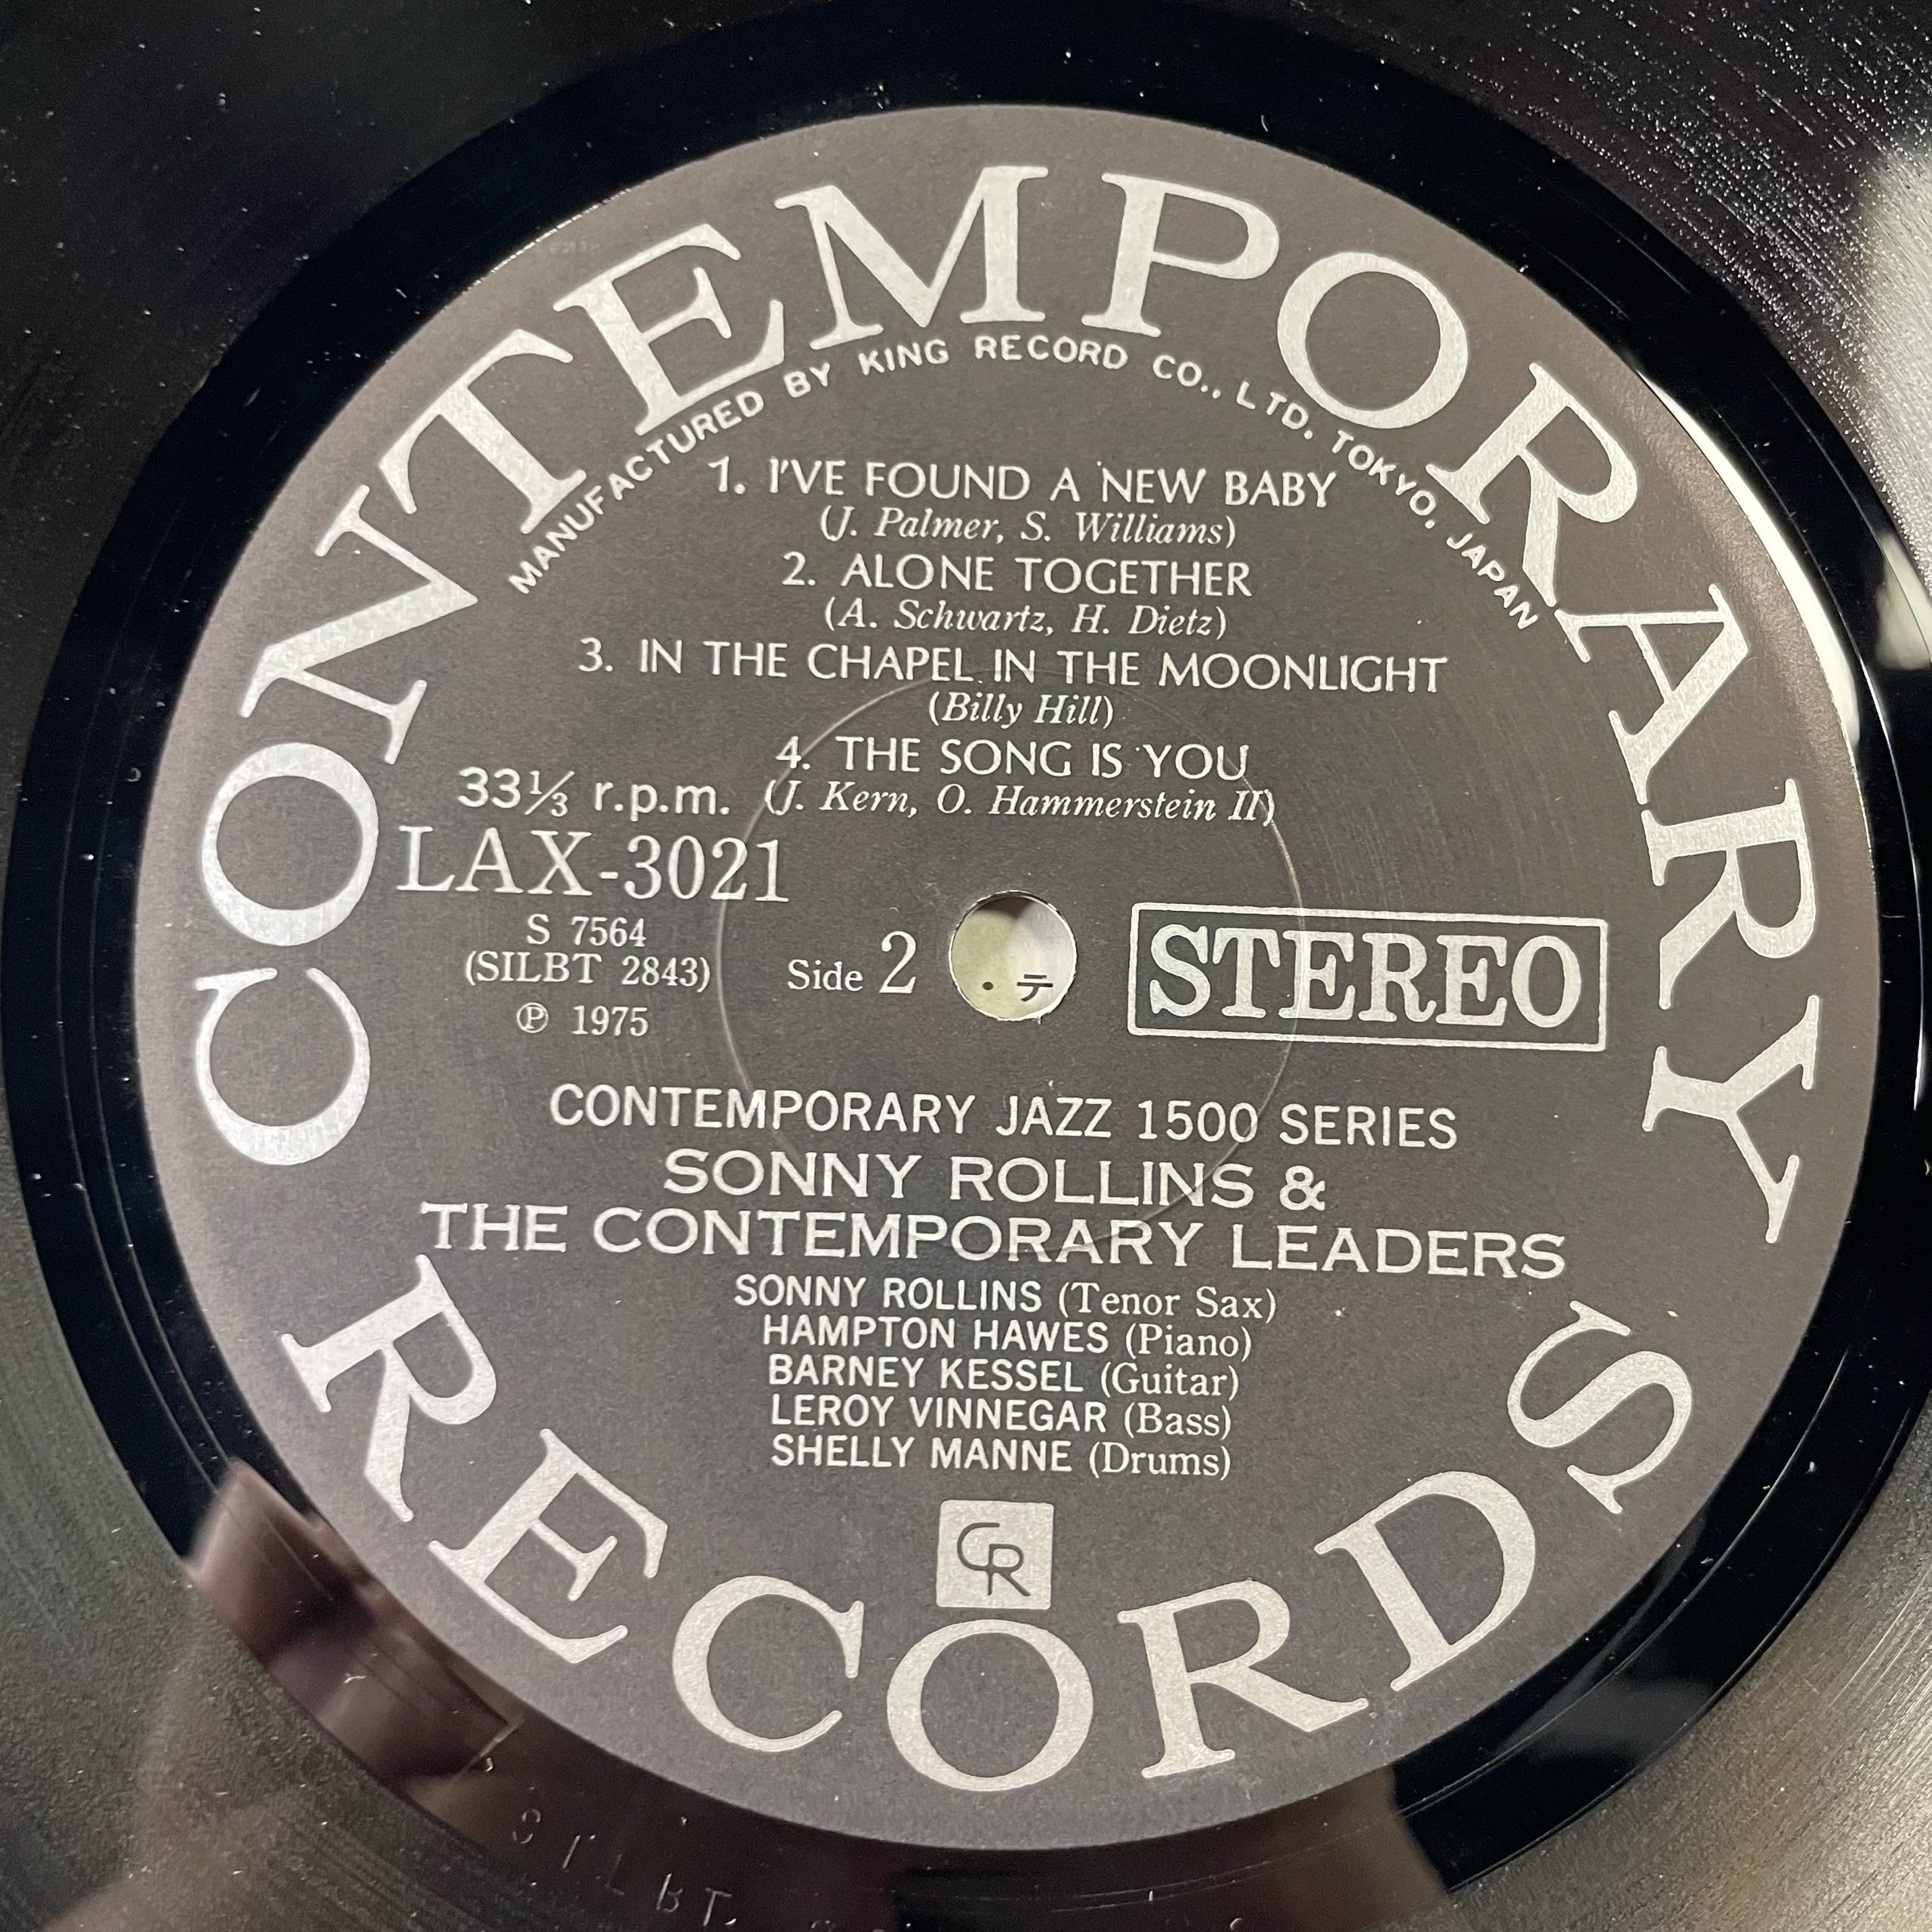 CONTEMPORARY
MANUFACTURED BY KING RECORD CO., LTD. TOKYO, JAPAN
1. I'VE FOUND A NEW BABY
(J. Palmer, S. Williams)
2. ALONE TOGETHER
(A. Schwartz, H. Dietz)
3. IN THE CHAPEL IN THE MOONLIGHT
(Billy Hill)
4. THE SONG IS YOU
(J. Kern, O. Hammerstein II)
33⅓ r.p.m.
LAX-3021
S 7564
(SILBT 2843)
℗ 1975
Side 2
・テ
STEREO
CONTEMPORARY JAZZ 1500 SERIES
SONNY ROLLINS &
THE CONTEMPORARY LEADERS
SONNY ROLLINS (Tenor Sax)
HAMPTON HAWES (Piano)
BARNEY KESSEL (Guitar)
LEROY VINNEGAR (Bass)
SHELLY MANNE (Drums)
CR
RECORDS
SILBT